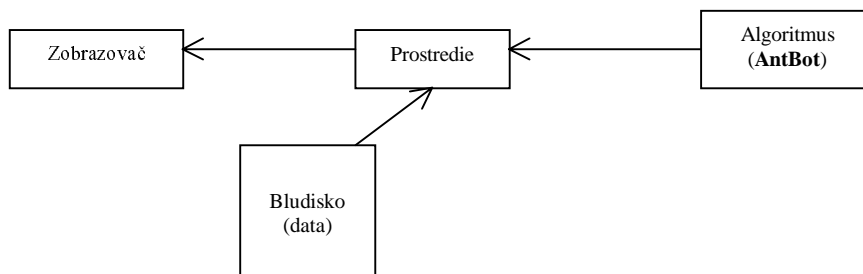 Zobrazovač
Prostredie
Algoritmus
(AntBot)
Bludisko
(data)